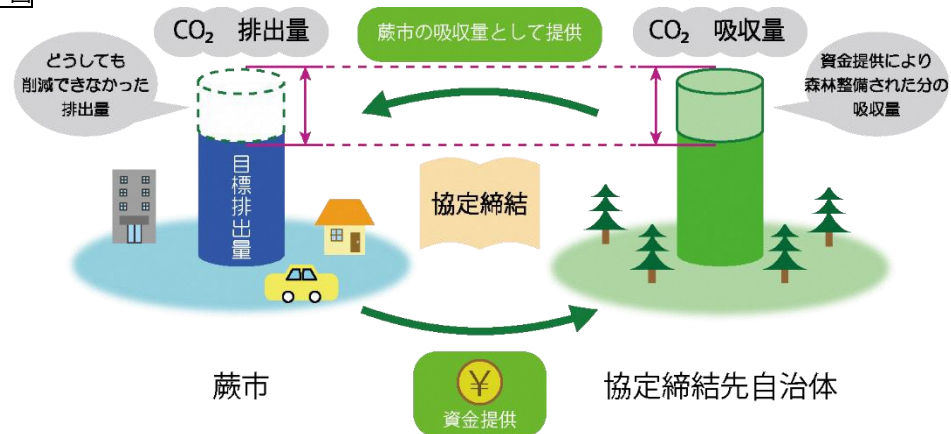 図
CO₂ 排出量
蕨市の吸収量として提供
CO₂ 吸収量
どうしても
削減できなかった
排出量
資金提供により
森林整備された分の
吸収量
目標排出量
協定締結
蕨市
¥
資金提供
協定締結先自治体